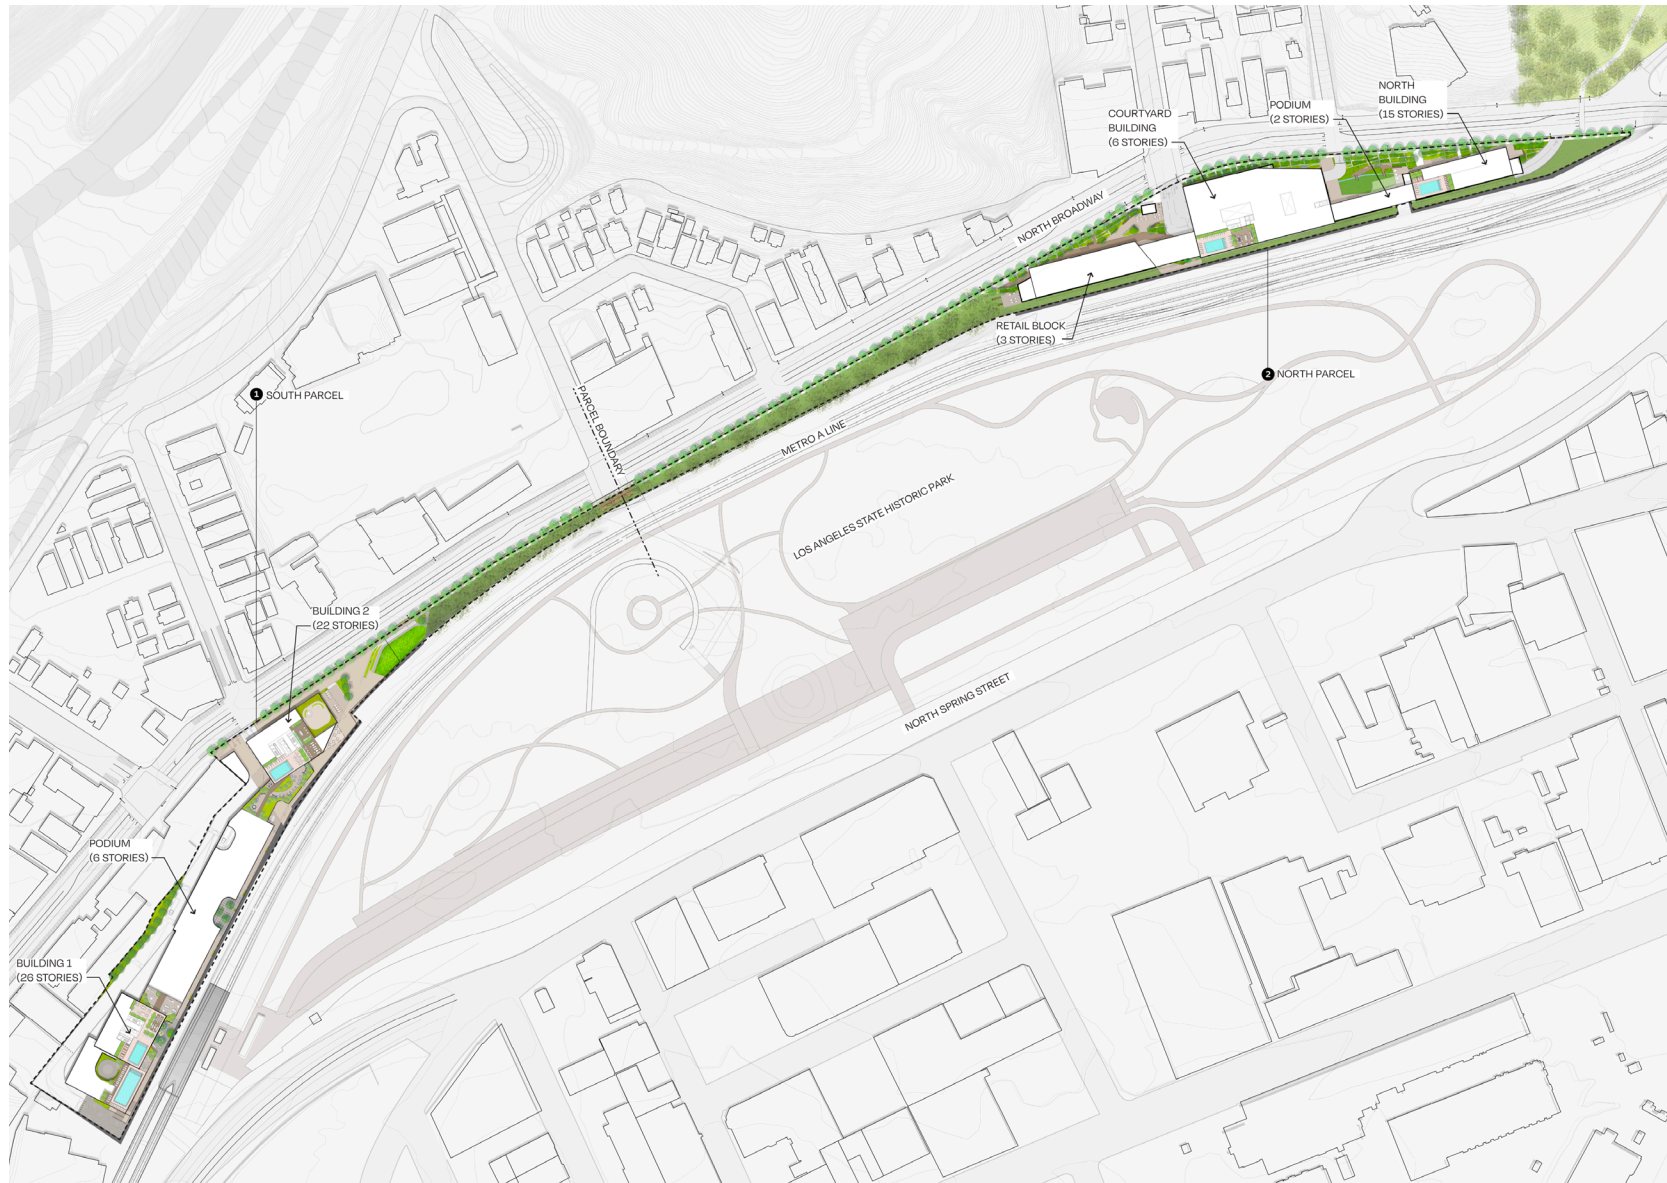 NORTH
BUILDING
(15 STORIES)
PODIUM
(2 STORIES)
COURTYARD
BUILDING
(6 STORIES)
NORTH BROADWAY
RETAIL BLOCK
(3 STORIES)
2 NORTH PARCEL
1 SOUTH PARCEL
PARCEL BOUNDARY
METRO A LINE
LOS ANGELES STATE HISTORIC PARK
BUILDING 2
(22 STORIES)
NORTH SPRING STREET
PODIUM
(6 STORIES)
BUILDING 1
(26 STORIES)